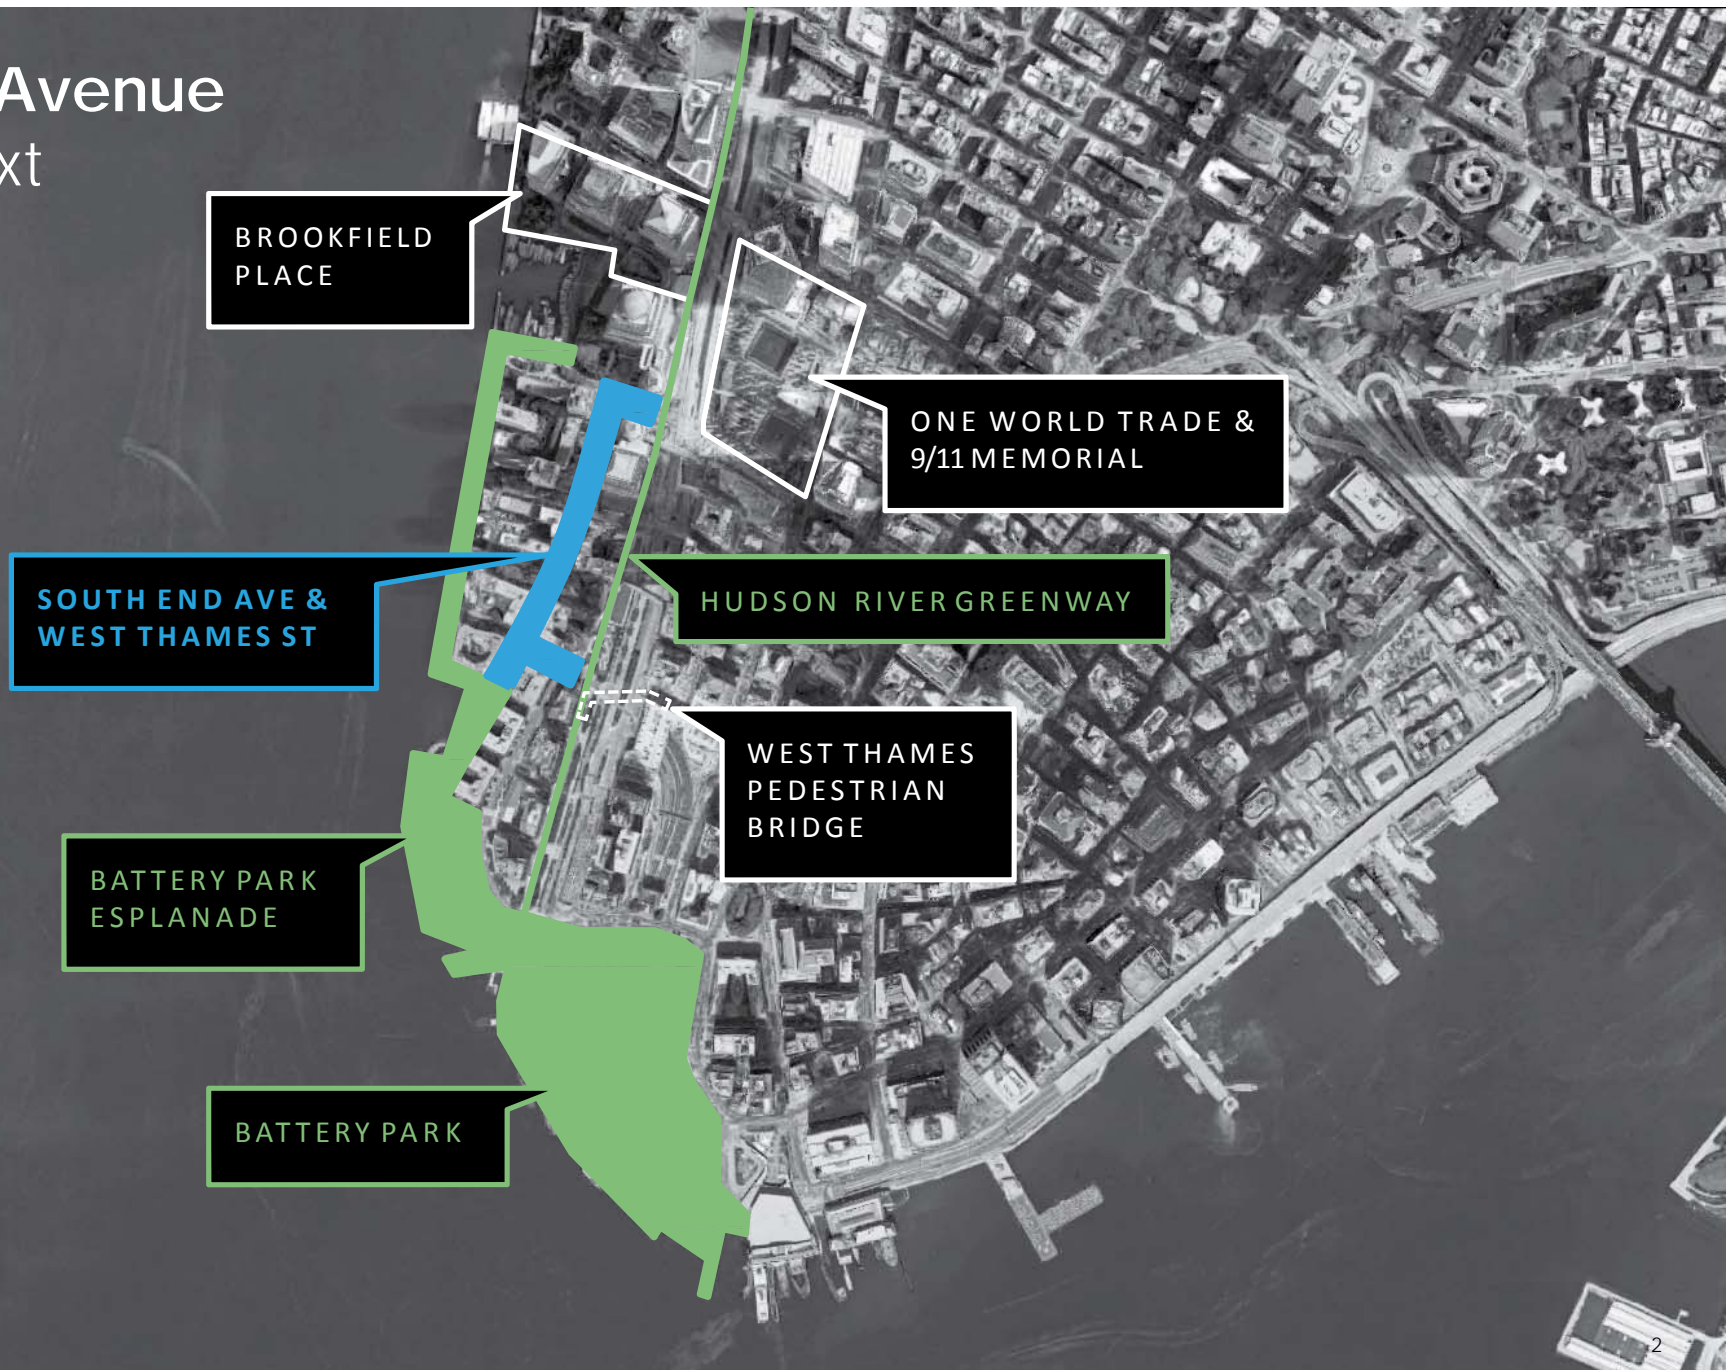 Avenue
xt
BROOKFIELD
PLACE
ONE WORLD TRADE &
9/11 MEMORIAL
SOUTH END AVE &
WEST THAMES ST
HUDSON RIVER GREENWAY
WEST THAMES
PEDESTRIAN
BRIDGE
BATTERY PARK
ESPLANADE
BATTERY PARK
2